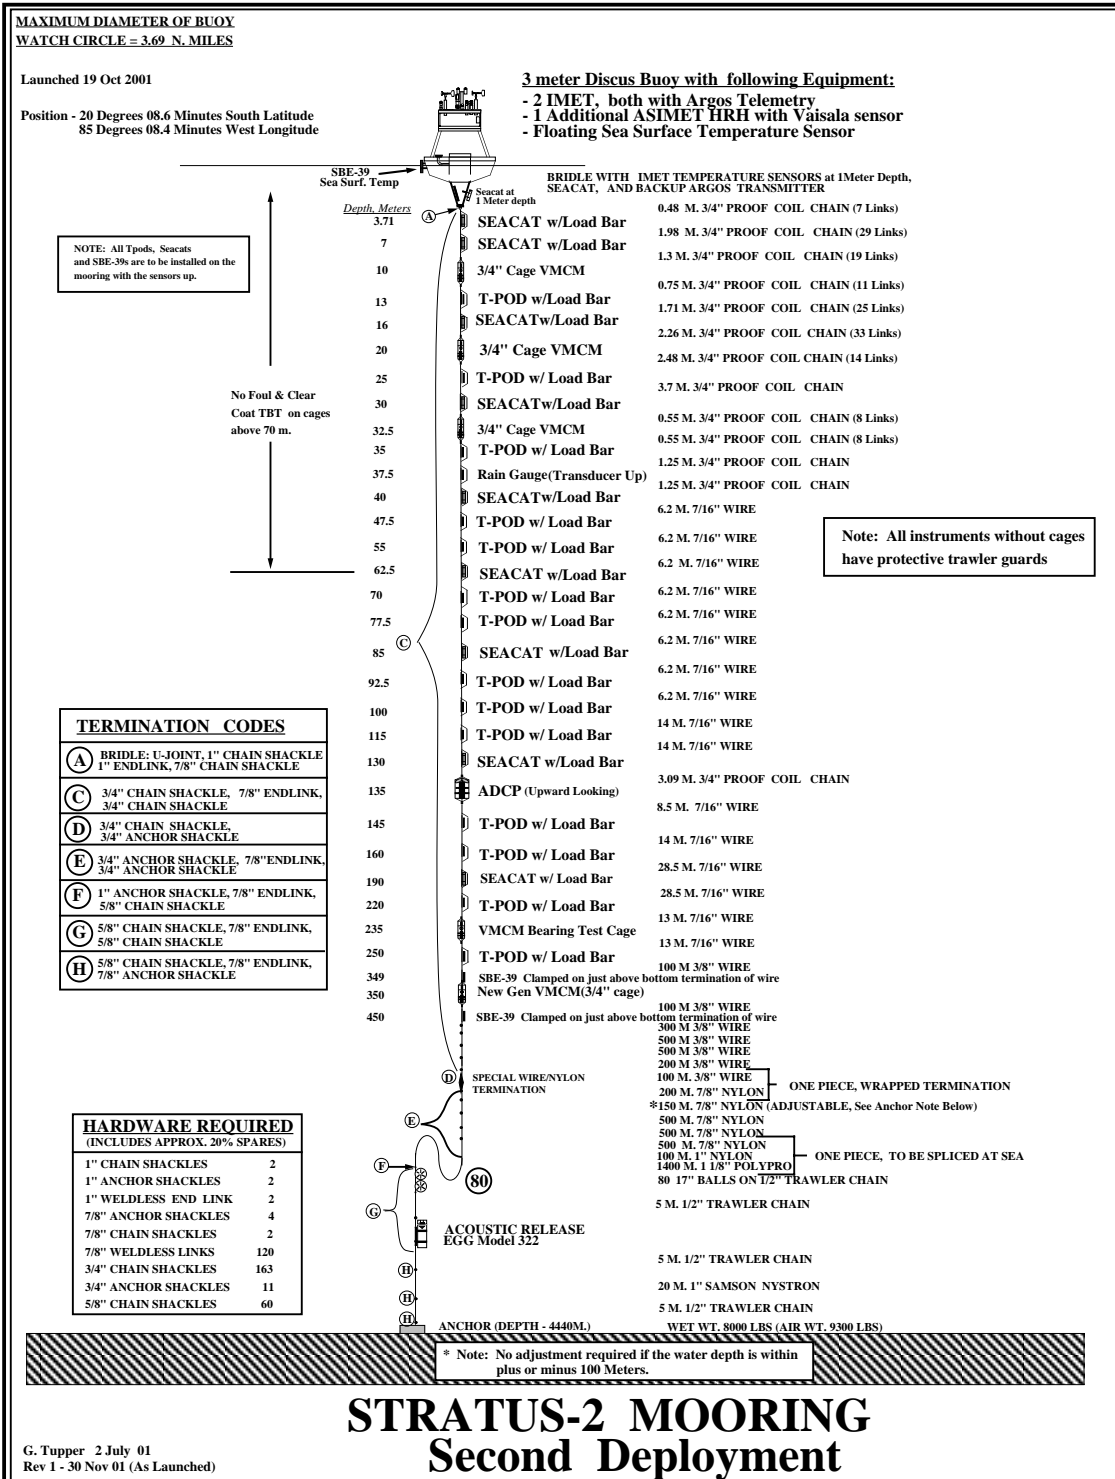 MAXIMUM DIAMETER OF BUOY
WATCH CIRCLE = 3.69 N. MILES
Launched 19 Oct 2001
Position - 20 Degrees 08.6 Minutes South Latitude
85 Degrees 08.4 Minutes West Longitude
3 meter Discus Buoy with following Equipment:
- 2 IMET, both with Argos Telemetry
- 1 Additional ASIMET HRH with Vaisala sensor
- Floating Sea Surface Temperature Sensor
SBE-39
Sea Surf. Temp
BRIDLE WITH IMET TEMPERATURE SENSORS at 1Meter Depth,
SEACAT, AND BACKUP ARGOS TRANSMITTER
Seacat at
1 Meter depth
Depth, Meters
A
0.48 M. 3/4" PROOF COIL CHAIN (7 Links)
3.71
SEACAT w/Load Bar
1.98 M. 3/4" PROOF COIL CHAIN (29 Links)
7
SEACAT w/Load Bar
1.3 M. 3/4" PROOF COIL CHAIN (19 Links)
NOTE: All Tpods, Seacats
and SBE-39s are to be installed on the
mooring with the sensors up.
10
3/4" Cage VMCM
0.75 M. 3/4" PROOF COIL CHAIN (11 Links)
13
T-POD w/Load Bar
1.71 M. 3/4" PROOF COIL CHAIN (25 Links)
16
SEACATw/Load Bar
2.26 M. 3/4" PROOF COIL CHAIN (33 Links)
20
3/4" Cage VMCM
2.48 M. 3/4" PROOF COIL CHAIN (14 Links)
25
T-POD w/ Load Bar
3.7 M. 3/4" PROOF COIL CHAIN
No Foul & Clear
Coat TBT on cages
above 70 m.
30
SEACATw/Load Bar
0.55 M. 3/4" PROOF COIL CHAIN (8 Links)
32.5
3/4" Cage VMCM
0.55 M. 3/4" PROOF COIL CHAIN (8 Links)
35
T-POD w/ Load Bar
1.25 M. 3/4" PROOF COIL CHAIN
37.5
Rain Gauge(Transducer Up)
1.25 M. 3/4" PROOF COIL CHAIN
40
SEACATw/Load Bar
6.2 M. 7/16" WIRE
47.5
T-POD w/ Load Bar
6.2 M. 7/16" WIRE
Note: All instruments without cages
have protective trawler guards
55
T-POD w/ Load Bar
6.2 M. 7/16" WIRE
62.5
SEACAT w/Load Bar
6.2 M. 7/16" WIRE
70
T-POD w/ Load Bar
6.2 M. 7/16" WIRE
77.5
T-POD w/ Load Bar
6.2 M. 7/16" WIRE
C
85
SEACAT w/Load Bar
6.2 M. 7/16" WIRE
92.5
T-POD w/ Load Bar
6.2 M. 7/16" WIRE
100
T-POD w/ Load Bar
14 M. 7/16" WIRE
115
T-POD w/ Load Bar
14 M. 7/16" WIRE
130
SEACAT w/Load Bar
3.09 M. 3/4" PROOF COIL CHAIN
135
ADCP (Upward Looking)
8.5 M. 7/16" WIRE
145
T-POD w/ Load Bar
14 M. 7/16" WIRE
160
T-POD w/ Load Bar
28.5 M. 7/16" WIRE
190
SEACAT w/ Load Bar
28.5 M. 7/16" WIRE
220
T-POD w/ Load Bar
13 M. 7/16" WIRE
235
VMCM Bearing Test Cage
13 M. 7/16" WIRE
250
T-POD w/ Load Bar
100 M 3/8" WIRE
349
SBE-39 Clamped on just above bottom termination of wire
350
New Gen VMCM(3/4" cage)
100 M 3/8" WIRE
450
SBE-39 Clamped on just above bottom termination of wire
300 M 3/8" WIRE
500 M 3/8" WIRE
500 M 3/8" WIRE
200 M 3/8" WIRE
TERMINATION CODES
A BRIDLE: U-JOINT, 1" CHAIN SHACKLE
1" ENDLINK, 7/8" CHAIN SHACKLE
C 3/4" CHAIN SHACKLE, 7/8" ENDLINK,
3/4" CHAIN SHACKLE
D 3/4" CHAIN SHACKLE,
3/4" ANCHOR SHACKLE
E 3/4" ANCHOR SHACKLE, 7/8"ENDLINK,
3/4" ANCHOR SHACKLE
F 1" ANCHOR SHACKLE, 7/8" ENDLINK,
5/8" CHAIN SHACKLE
G 5/8" CHAIN SHACKLE, 7/8" ENDLINK,
5/8" CHAIN SHACKLE
H 5/8" CHAIN SHACKLE, 7/8" ENDLINK,
7/8" ANCHOR SHACKLE
D
SPECIAL WIRE/NYLON
TERMINATION
100 M. 3/8" WIRE
200 M. 7/8" NYLON
ONE PIECE, WRAPPED TERMINATION
*150 M. 7/8" NYLON (ADJUSTABLE, See Anchor Note Below)
E
500 M. 7/8" NYLON
500 M. 7/8" NYLON
500 M. 7/8" NYLON
100 M. 1" NYLON
1400 M. 1 1/8" POLYPRO
ONE PIECE, TO BE SPLICED AT SEA
F
80
80 17" BALLS ON 1/2" TRAWLER CHAIN
5 M. 1/2" TRAWLER CHAIN
G
ACOUSTIC RELEASE
EGG Model 322
5 M. 1/2" TRAWLER CHAIN
H
20 M. 1" SAMSON NYSTRON
H
5 M. 1/2" TRAWLER CHAIN
H
ANCHOR (DEPTH - 4440M.)
WET WT. 8000 LBS (AIR WT. 9300 LBS)
HARDWARE REQUIRED
(INCLUDES APPROX. 20% SPARES)
1" CHAIN SHACKLES 2
1" ANCHOR SHACKLES 2
1" WELDLESS END LINK 2
7/8" ANCHOR SHACKLES 4
7/8" CHAIN SHACKLES 2
7/8" WELDLESS LINKS 120
3/4" CHAIN SHACKLES 163
3/4" ANCHOR SHACKLES 11
5/8" CHAIN SHACKLES 60
* Note: No adjustment required if the water depth is within
plus or minus 100 Meters.
STRATUS-2 MOORING
Second Deployment
G. Tupper 2 July 01
Rev 1 - 30 Nov 01 (As Launched)